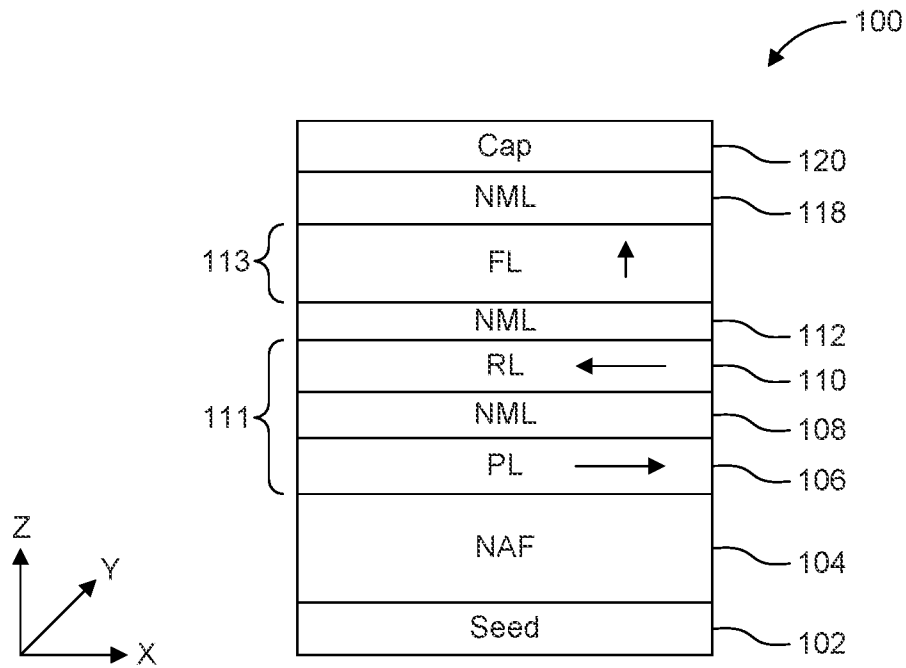 100
Cap
120
NML
118
113
FL
NML
112
RL
110
111
NML
108
PL
106
NAF
104
Seed
102
Z
Y
X